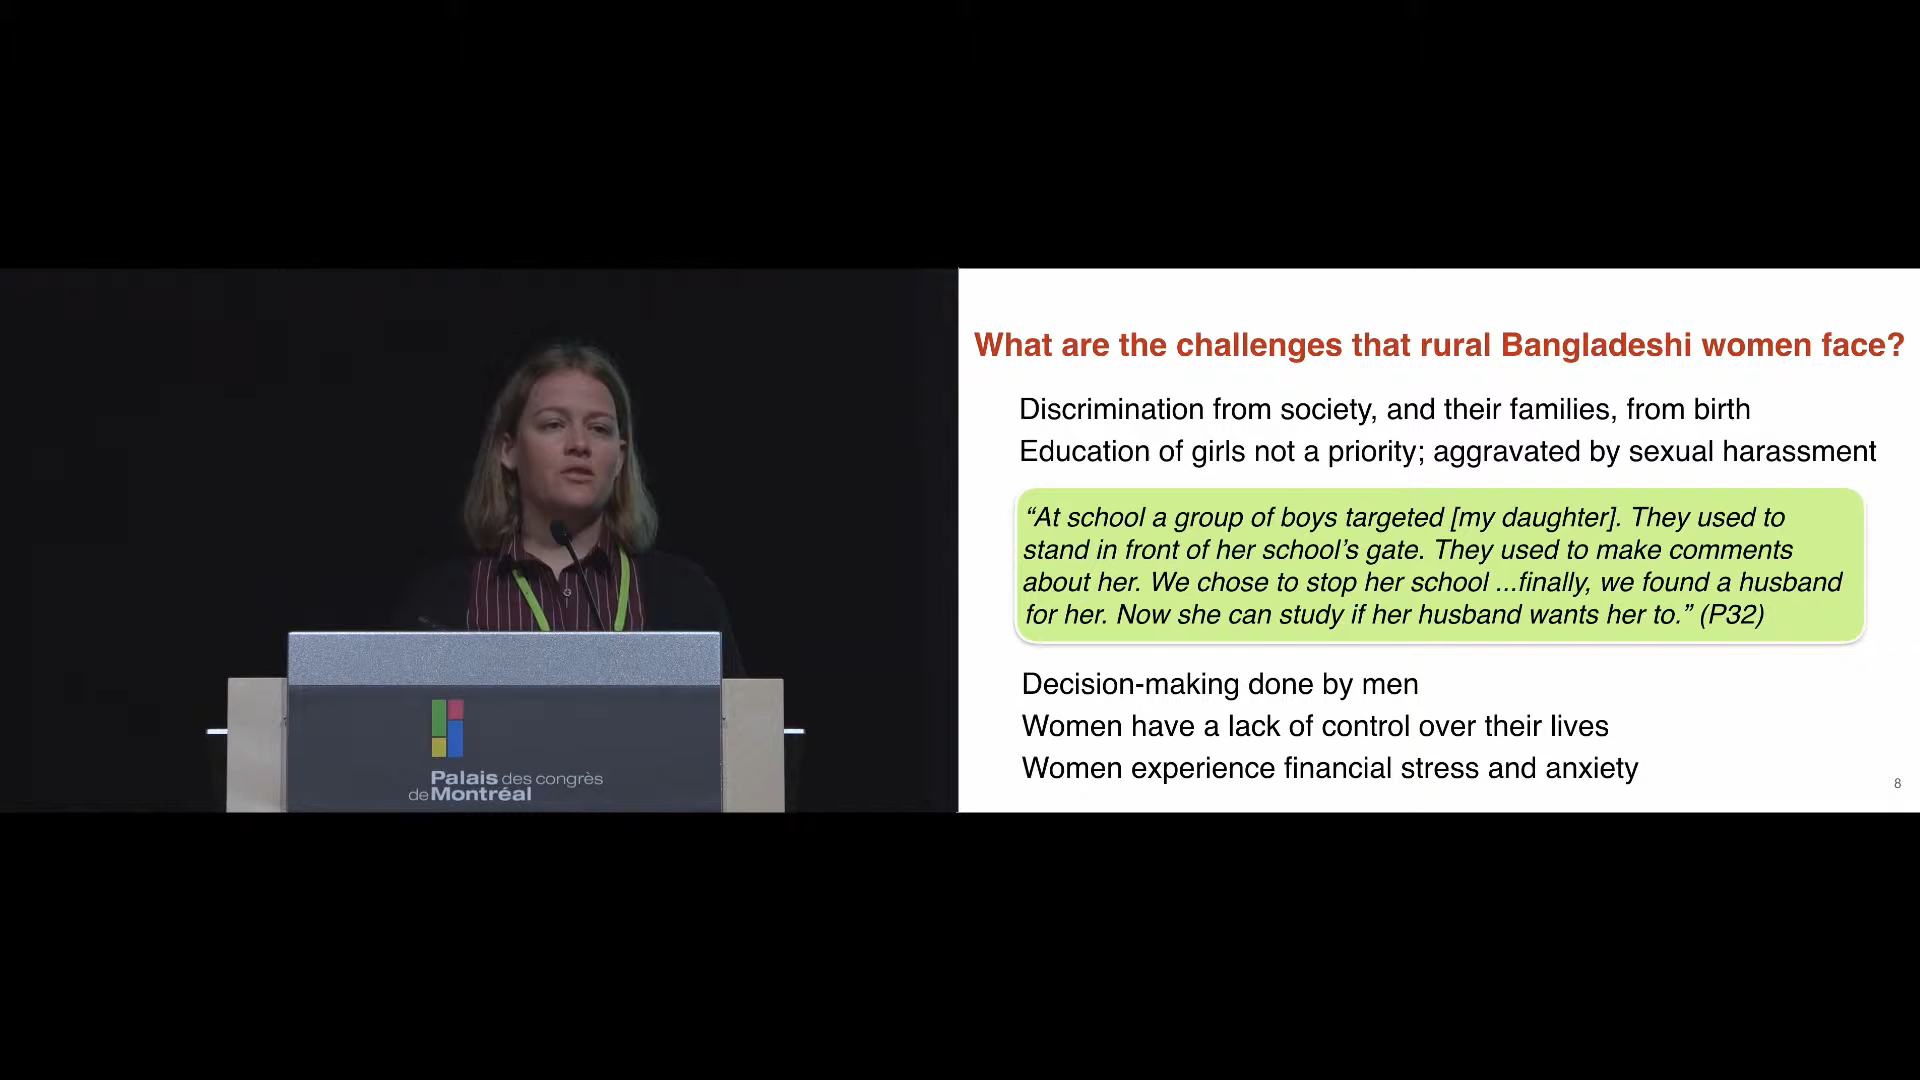 What are the challenges that rural Bangladeshi women face?
Discrimination from society, and their families, from birth
Education of girls not a priority; aggravated by sexual harassment
“At school a group of boys targeted [my daughter]. They used to
stand in front of her school’s gate. They used to make comments
about her. We chose to stop her school ...finally, we found a husband
for her. Now she can study if her husband wants her to.” (P32)
Decision-making done by men
Women have a lack of control over their lives
Women experience financial stress and anxiety
8
Palais des congrès
de Montréal